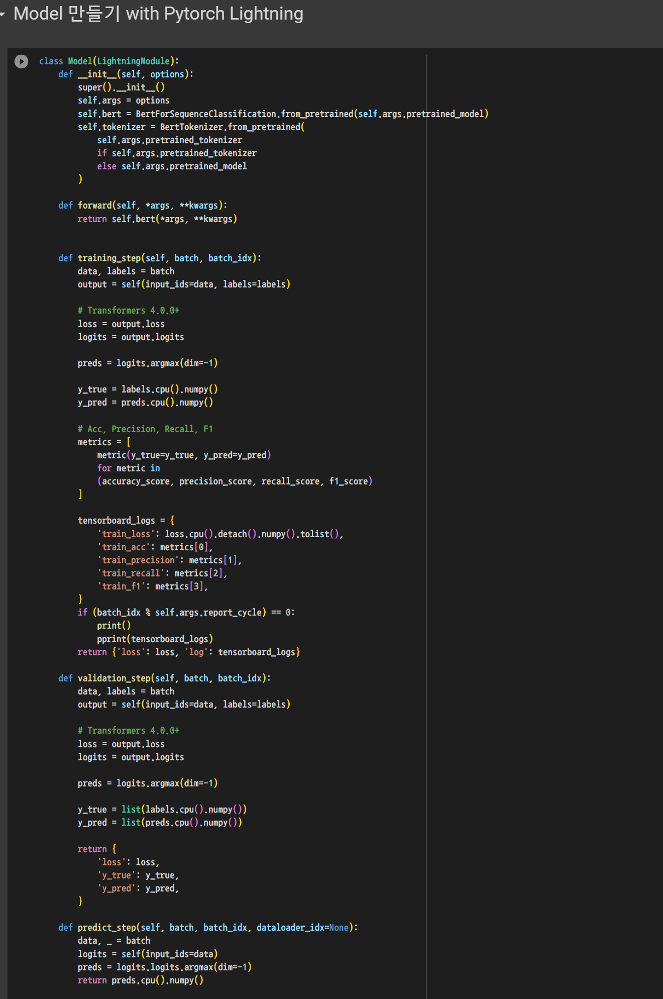 Model 만들기 with Pytorch Lightning
class Model(LightningModule):
    def __init__(self, options):
        super().__init__()
        self.args = options
        self.bert = BertForSequenceClassification.from_pretrained(self.args.pretrained_model)
        self.tokenizer = BertTokenizer.from_pretrained(
            self.args.pretrained_tokenizer
            if self.args.pretrained_tokenizer
            else self.args.pretrained_model
        )

    def forward(self, *args, **kwargs):
        return self.bert(*args, **kwargs)


    def training_step(self, batch, batch_idx):
        data, labels = batch
        output = self(input_ids=data, labels=labels)

        # Transformers 4.0.0+
        loss = output.loss
        logits = output.logits

        preds = logits.argmax(dim=-1)

        y_true = labels.cpu().numpy()
        y_pred = preds.cpu().numpy()

        # Acc, Precision, Recall, F1
        metrics = [
            metric(y_true=y_true, y_pred=y_pred)
            for metric in
            (accuracy_score, precision_score, recall_score, f1_score)
        ]

        tensorboard_logs = {
            'train_loss': loss.cpu().detach().numpy().tolist(),
            'train_acc': metrics[0],
            'train_precision': metrics[1],
            'train_recall': metrics[2],
            'train_f1': metrics[3],
        }
        if (batch_idx % self.args.report_cycle) == 0:
            print()
            pprint(tensorboard_logs)
        return {'loss': loss, 'log': tensorboard_logs}

    def validation_step(self, batch, batch_idx):
        data, labels = batch
        output = self(input_ids=data, labels=labels)

        # Transformers 4.0.0+
        loss = output.loss
        logits = output.logits

        preds = logits.argmax(dim=-1)

        y_true = list(labels.cpu().numpy())
        y_pred = list(preds.cpu().numpy())

        return {
            'loss': loss,
            'y_true': y_true,
            'y_pred': y_pred,
        }

    def predict_step(self, batch, batch_idx, dataloader_idx=None):
        data, _ = batch
        logits = self(input_ids=data)
        preds = logits.logits.argmax(dim=-1)
        return preds.cpu().numpy()